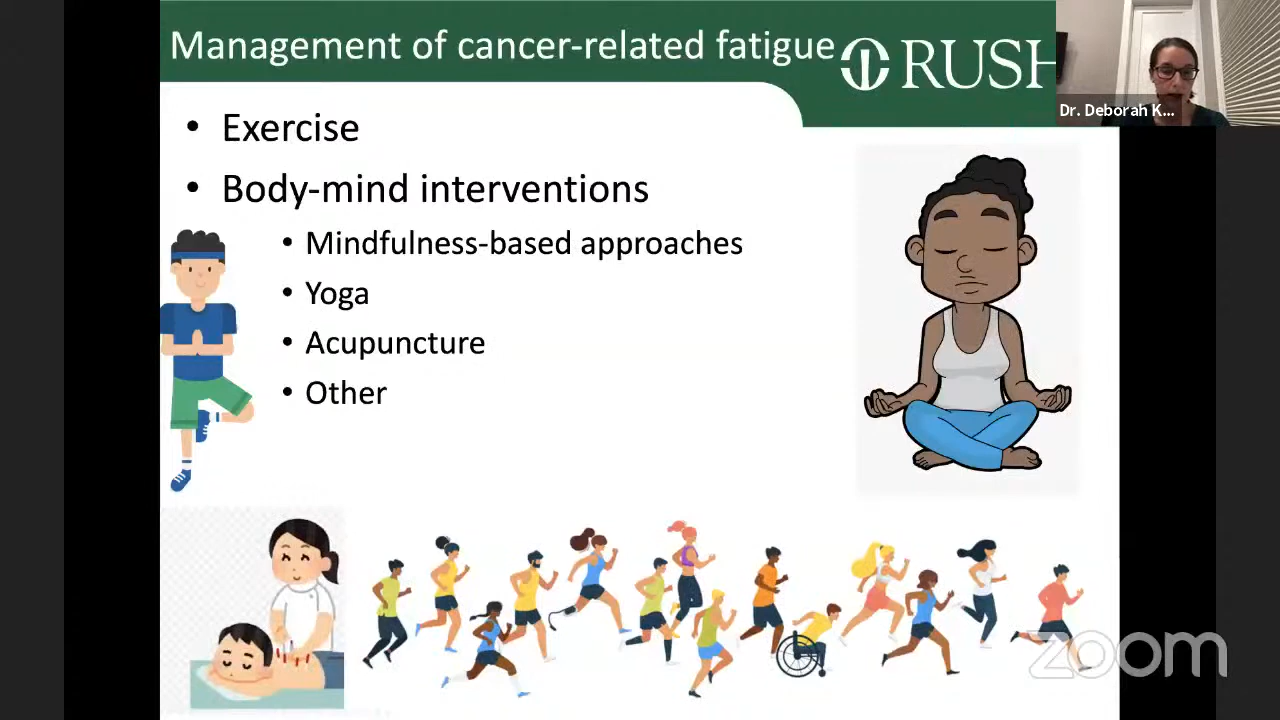 Management of cancer-related fatigue
RUSH
Dr. Deborah K...
• Exercise
• Body-mind interventions
• Mindfulness-based approaches
• Yoga
• Acupuncture
• Other
zoom